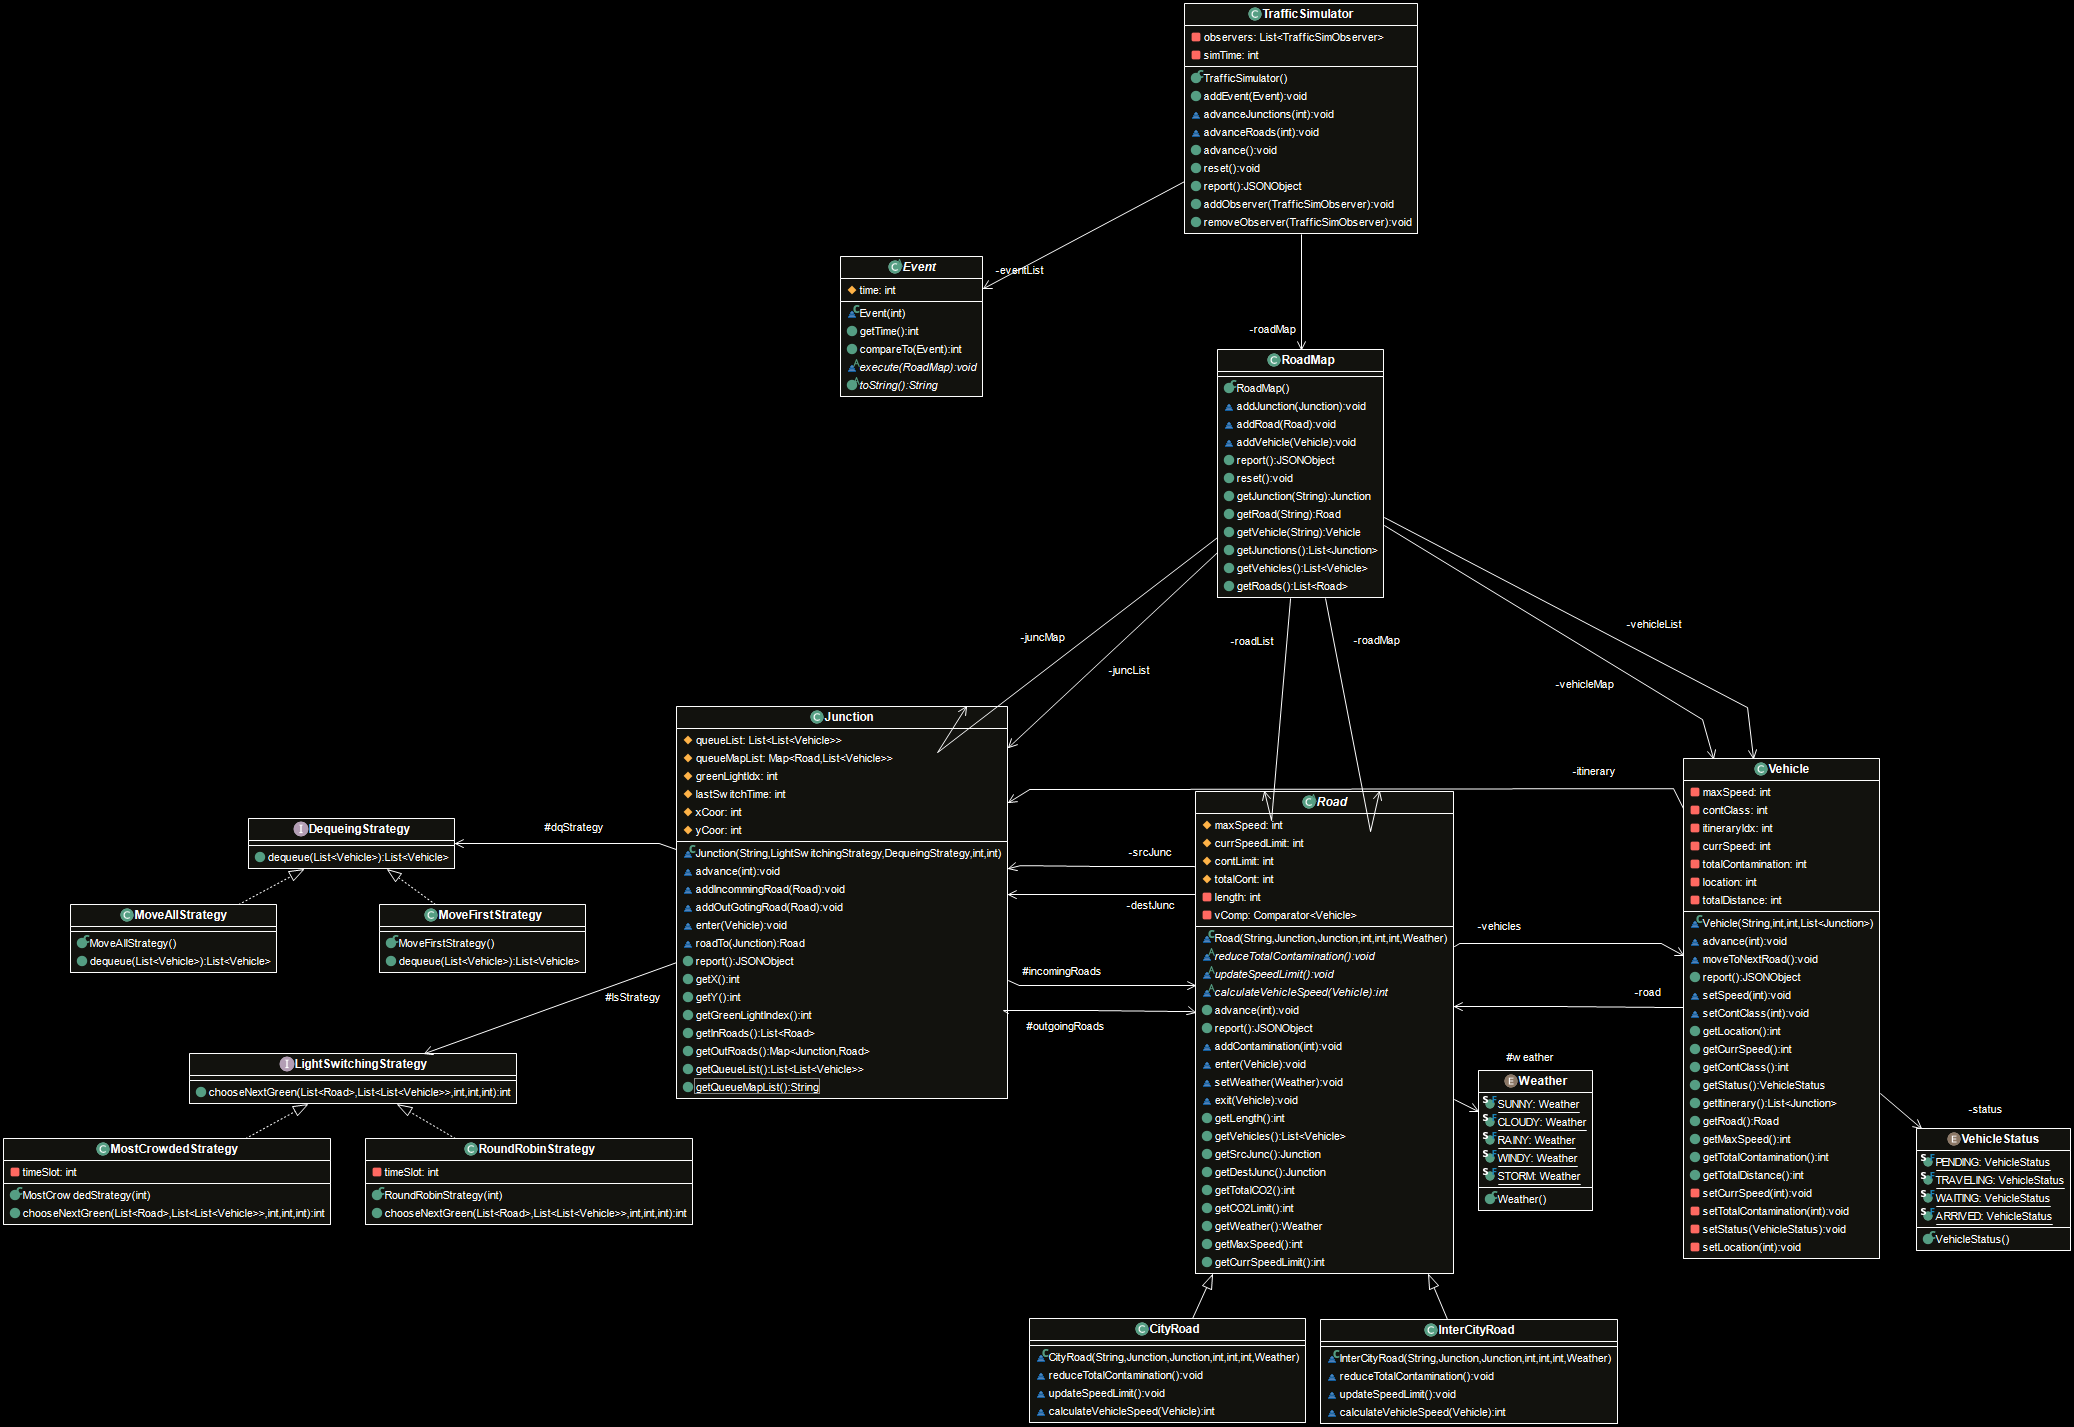 TrafficSimulator
observers: List<TrafficSimObserver>
simTime: int
TrafficSimulator()
addEvent(Event):void
advanceJunctions(int):void
advanceRoads(int):void
advance():void
reset():void
report():JSONObject
addObserver(TrafficSimObserver):void
removeObserver(TrafficSimObserver):void
-eventList
-roadMap
Event
time: int
Event(int)
getTime():int
compareTo(Event):int
execute(RoadMap):void
toString():String
RoadMap
RoadMap()
addJunction(Junction):void
addRoad(Road):void
addVehicle(Vehicle):void
report():JSONObject
reset():void
getJunction(String):Junction
getRoad(String):Road
getVehicle(String):Vehicle
getJunctions():List<Junction>
getVehicles():List<Vehicle>
getRoads():List<Road>
-juncMap
-juncList
-roadList
-roadMap
-vehicleList
-vehicleMap
Junction
queueList: List<List<Vehicle>>
queueMapList: Map<Road,List<Vehicle>>
greenLightIdx: int
lastSwitchTime: int
xCoor: int
yCoor: int
Junction(String,LightSwitchingStrategy,DequeingStrategy,int,int)
advance(int):void
addIncommingRoad(Road):void
addOutGotingRoad(Road):void
enter(Vehicle):void
roadTo(Junction):Road
report():JSONObject
getX():int
getY():int
getGreenLightIndex():int
getInRoads():List<Road>
getOutRoads():Map<Junction,Road>
getQueueList():List<List<Vehicle>>
getQueueMapList():String
#dqStrategy
#lsStrategy
DequeingStrategy
dequeue(List<Vehicle>):List<Vehicle>
MoveAllStrategy
MoveAllStrategy()
dequeue(List<Vehicle>):List<Vehicle>
MoveFirstStrategy
MoveFirstStrategy()
dequeue(List<Vehicle>):List<Vehicle>
LightSwitchingStrategy
chooseNextGreen(List<Road>,List<List<Vehicle>>,int,int,int):int
MostCrowdedStrategy
timeSlot: int
MostCrowdedStrategy(int)
chooseNextGreen(List<Road>,List<List<Vehicle>>,int,int,int):int
RoundRobinStrategy
timeSlot: int
RoundRobinStrategy(int)
chooseNextGreen(List<Road>,List<List<Vehicle>>,int,int,int):int
-itinerary
-srcJunc
-destJunc
#incomingRoads
#outgoingRoads
Road
maxSpeed: int
currSpeedLimit: int
contLimit: int
totalCont: int
length: int
vComp: Comparator<Vehicle>
Road(String,Junction,Junction,int,int,int,Weather)
reduceTotalContamination():void
updateSpeedLimit():void
calculateVehicleSpeed(Vehicle):int
advance(int):void
report():JSONObject
addContamination(int):void
enter(Vehicle):void
setWeather(Weather):void
exit(Vehicle):void
getLength():int
getVehicles():List<Vehicle>
getSrcJunc():Junction
getDestJunc():Junction
getTotalCO2():int
getCO2Limit():int
getWeather():Weather
getMaxSpeed():int
getCurrSpeedLimit():int
-vehicles
-road
#weather
Weather
SUNNY: Weather
CLOUDY: Weather
RAINY: Weather
WINDY: Weather
STORM: Weather
Weather()
Vehicle
maxSpeed: int
contClass: int
itineraryIdx: int
currSpeed: int
totalContamination: int
location: int
totalDistance: int
Vehicle(String,int,int,List<Junction>)
advance(int):void
moveToNextRoad():void
report():JSONObject
setSpeed(int):void
setContClass(int):void
getLocation():int
getCurrSpeed():int
getContClass():int
getStatus():VehicleStatus
getItinerary():List<Junction>
getRoad():Road
getMaxSpeed():int
getTotalContamination():int
getTotalDistance():int
setCurrSpeed(int):void
setTotalContamination(int):void
setStatus(VehicleStatus):void
setLocation(int):void
-status
VehicleStatus
PENDING: VehicleStatus
TRAVELING: VehicleStatus
WAITING: VehicleStatus
ARRIVED: VehicleStatus
VehicleStatus()
CityRoad
CityRoad(String,Junction,Junction,int,int,int,Weather)
reduceTotalContamination():void
updateSpeedLimit():void
calculateVehicleSpeed(Vehicle):int
InterCityRoad
InterCityRoad(String,Junction,Junction,int,int,int,Weather)
reduceTotalContamination():void
updateSpeedLimit():void
calculateVehicleSpeed(Vehicle):int